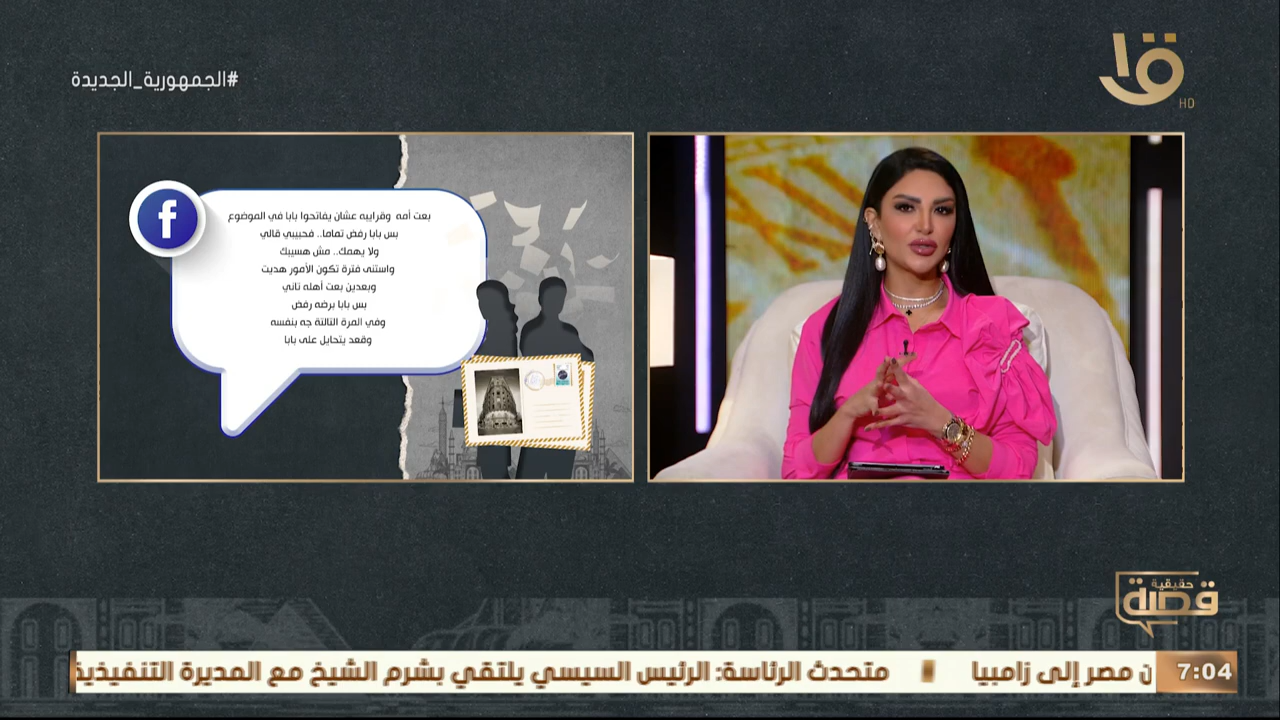 #الجمهورية_الجديدة
HD
بعت أمه وقرايبه عشان يفاتحوا بابا في الموضوع
بس بابا رفض تماما.. فحبيبي قالي
ولا يهمك.. مش هسيبك
واستنى فترة تكون الأمور هديت
وبعدين بعت أهله تاني
بس بابا برضه رفض
وفي المرة التالتة جه بنفسه
وقعد يتحايل على بابا
قصة حقيقية
7:04 ن مصر إلى زامبيا متحدث الرئاسة: الرئيس السيسي يلتقي بشرم الشيخ مع المديرة التنفيذية